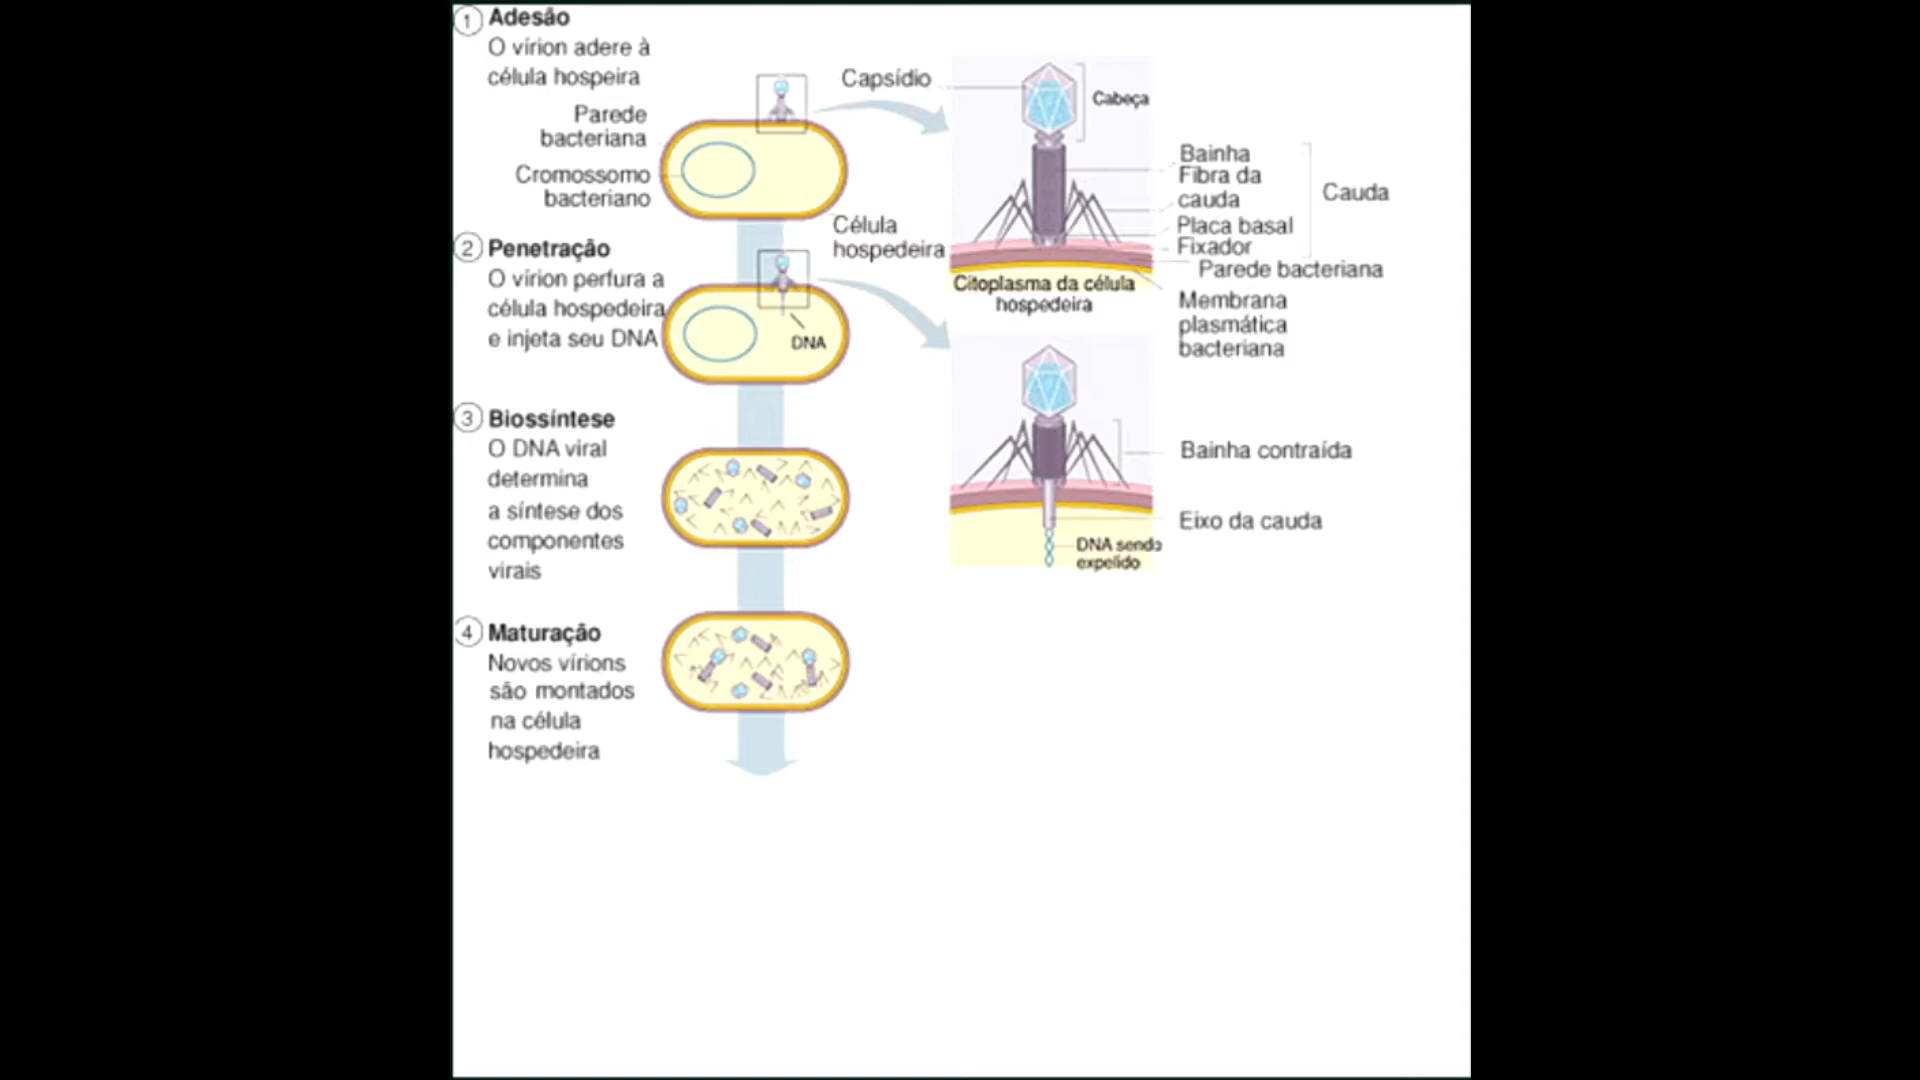 1 Adesão
O vírion adere à
célula hospeira
Parede
bacteriana
Cromossomo
bacteriano
Capsídio
Cabeça
Bainha
Fibra da
cauda
Placa basal
Fixador
Cauda
Parede bacteriana
Membrana
plasmática
bacteriana
Célula
hospedeira
Citoplasma da célula
hospedeira
2 Penetração
O vírion perfura a
célula hospedeira
e injeta seu DNA
DNA
Bainha contraída
Eixo da cauda
DNA sendo
expelido
3 Biossíntese
O DNA viral
determina
a síntese dos
componentes
virais
4 Maturação
Novos vírions
são montados
na célula
hospedeira